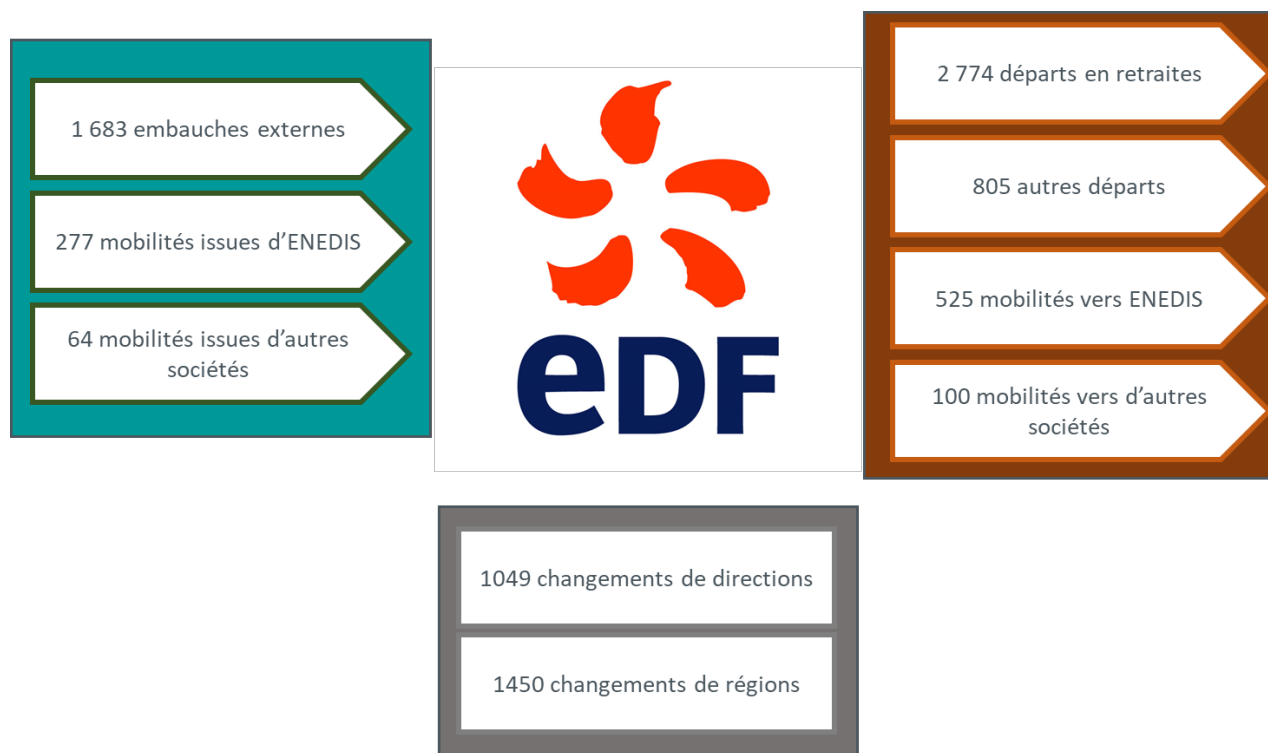 1 683 embauches externes
277 mobilités issues d’ENEDIS
64 mobilités issues d’autres
sociétés
eDF
2 774 départs en retraites
805 autres départs
525 mobilités vers ENEDIS
100 mobilités vers d’autres
sociétés
1049 changements de directions
1450 changements de régions